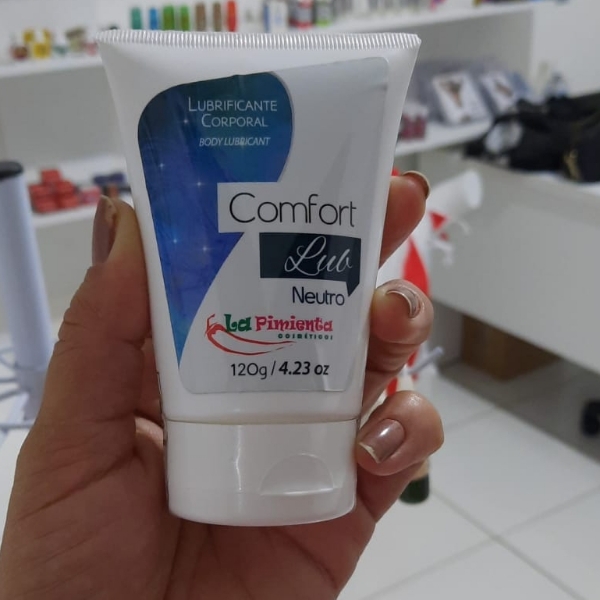 LUBRIFICANTE
CORPORAL
BODY LUBRICANT
Comfort
Lub
Neutro
La Pimienta
COSMÉTICOS
120g / 4.23 oz